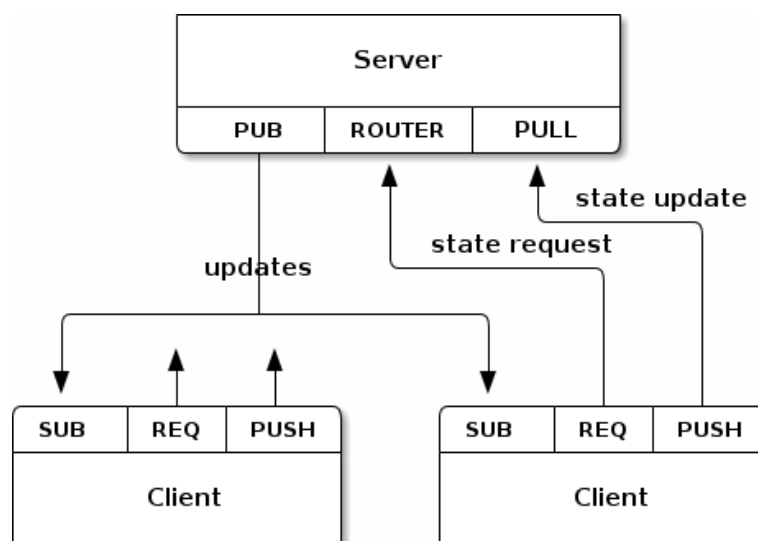 Server
PUB ROUTER PULL
state update
state request
updates
SUB REQ PUSH SUB REQ PUSH
Client Client